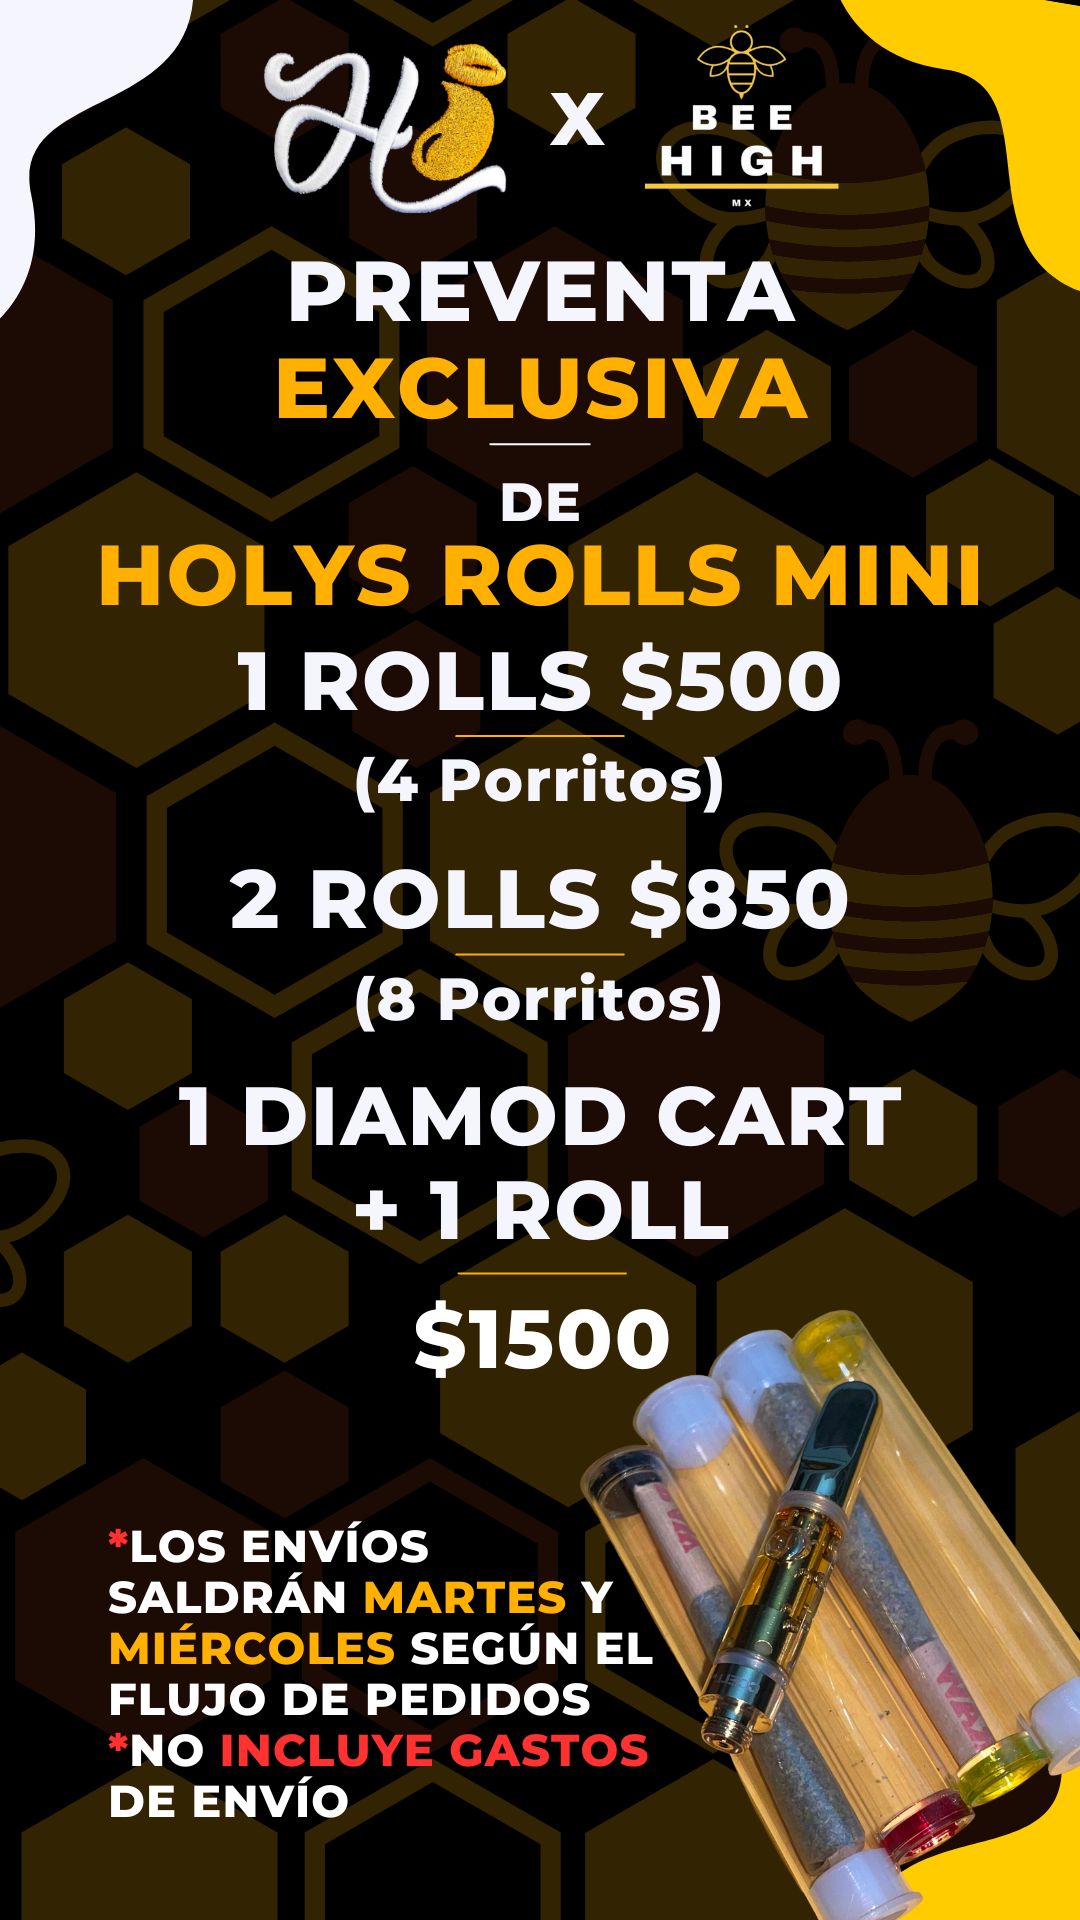 Hi
X
BEE
HIGH
MX
PREVENTA
EXCLUSIVA
DE
HOLYS ROLLS MINI
1 ROLLS $500
(4 Porritos)
2 ROLLS $850
(8 Porritos)
1 DIAMOD CART
+ 1 ROLL
$1500
*LOS ENVÍOS
SALDRÁN MARTES Y
MIÉRCOLES SEGÚN EL
FLUJO DE PEDIDOS
*NO INCLUYE GASTOS
DE ENVÍO